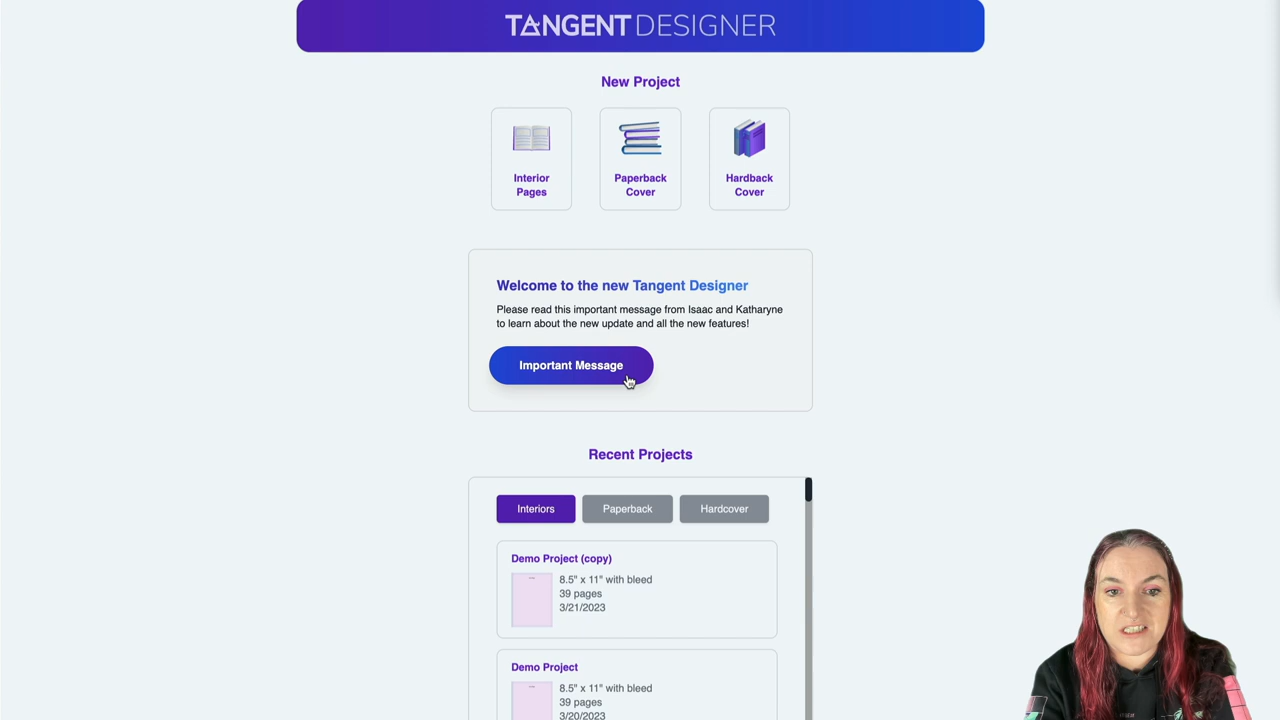 TANGENT DESIGNER
New Project
Interior
Pages
Paperback
Cover
Hardback
Cover
Welcome to the new Tangent Designer
Please read this important message from Isaac and Katharyne
to learn about the new update and all the new features!
Important Message
Recent Projects
Interiors
Paperback
Hardcover
Demo Project (copy)
8.5" x 11" with bleed
39 pages
3/21/2023
Demo Project
8.5" x 11" with bleed
39 pages
3/20/2023